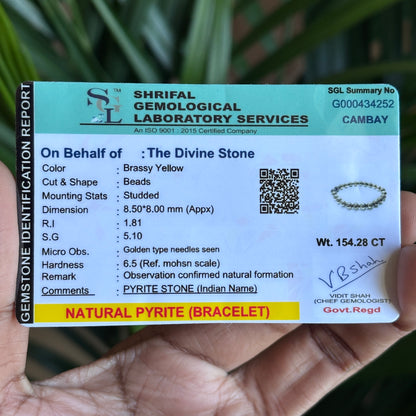 GEMSTONE IDENTIFICATION REPORT
SGL TM
SHRIFAL
GEMOLOGICAL
LABORATORY SERVICES
An ISO 9001 : 2015 Certified Company
SGL Summary No
G000434252
CAMBAY
On Behalf of : The Divine Stone
Color : Brassy Yellow
Cut & Shape : Beads
Mounting Stats : Studded
Dimension : 8.50*8.00 mm (Appx)
R.I : 1.81
S.G : 5.10
Micro Obs. : Golden type needles seen
Hardness : 6.5 (Ref. mohsn scale)
Remark : Observation confirmed natural formation
Comments : PYRITE STONE (Indian Name)
NATURAL PYRITE (BRACELET)
Wt. 154.28 CT
VBShah
VIDIT SHAH
(CHIEF GEMOLOGIST)
Govt.Regd